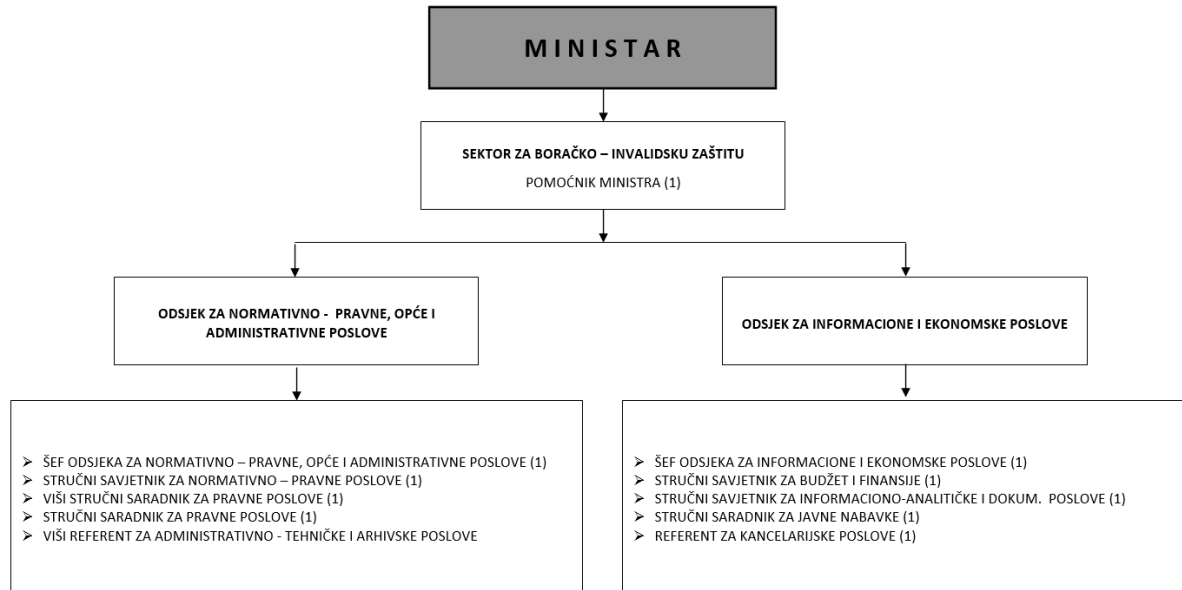 M I N I S T A R
SEKTOR ZA BORAČKO – INVALIDSKU ZAŠTITU
POMOĆNIK MINISTRA (1)
ODSJEK ZA NORMATIVNO - PRAVNE, OPĆE I
ADMINISTRATIVNE POSLOVE
ODSJEK ZA INFORMACIONE I EKONOMSKE POSLOVE
➢ ŠEF ODSJEKA ZA NORMATIVNO – PRAVNE, OPĆE I ADMINISTRATIVNE POSLOVE (1)
➢ STRUČNI SAVJETNIK ZA NORMATIVNO – PRAVNE POSLOVE (1)
➢ VIŠI STRUČNI SARADNIK ZA PRAVNE POSLOVE (1)
➢ STRUČNI SARADNIK ZA PRAVNE POSLOVE (1)
➢ VIŠI REFERENT ZA ADMINISTRATIVNO - TEHNIČKE I ARHIVSKE POSLOVE
➢ ŠEF ODSJEKA ZA INFORMACIONE I EKONOMSKE POSLOVE (1)
➢ STRUČNI SAVJETNIK ZA BUDŽET I FINANSIJE (1)
➢ STRUČNI SAVJETNIK ZA INFORMACIONO-ANALITIČKE I DOKUM. POSLOVE (1)
➢ STRUČNI SARADNIK ZA JAVNE NABAVKE (1)
➢ REFERENT ZA KANCELARIJSKE POSLOVE (1)